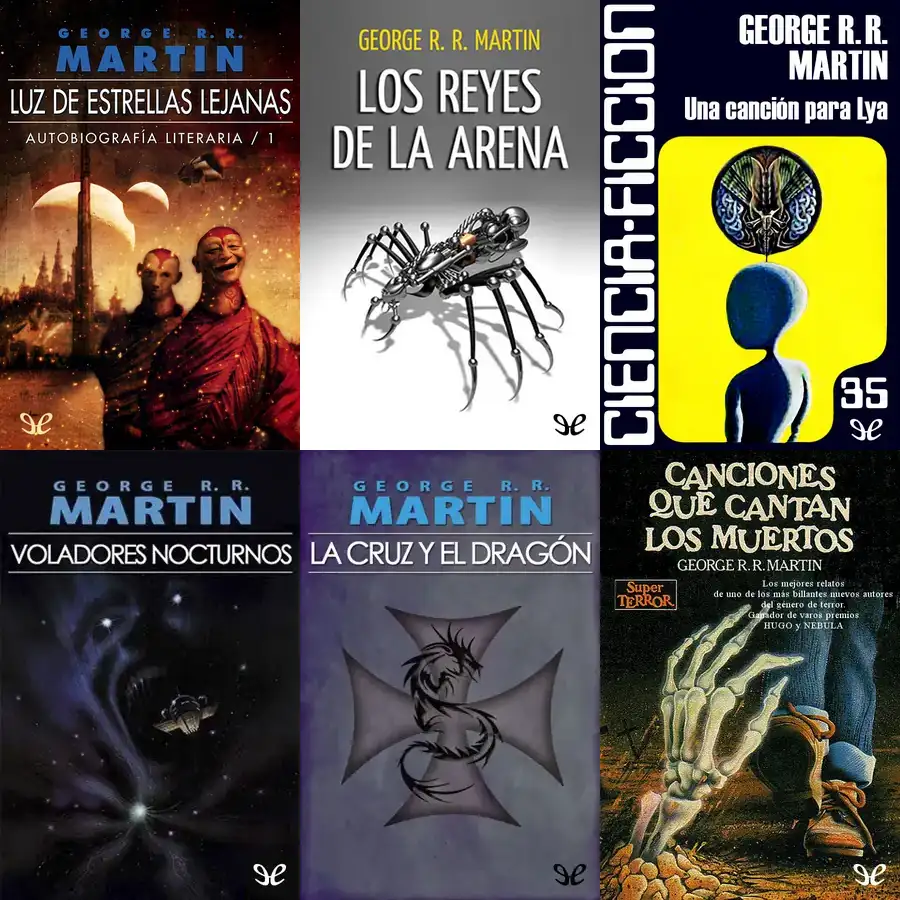 GEORGE R. R.
MARTIN
LUZ DE ESTRELLAS LEJANAS
AUTOBIOGRAFÍA LITERARIA / 1
GEORGE R. R. MARTIN
LOS REYES
DE LA ARENA
CIENCIA-FICCION
GEORGE R. R.
MARTIN
Una canción para Lya
35
GEORGE R. R.
MARTIN
VOLADORES NOCTURNOS
GEORGE R. R.
MARTIN
LA CRUZ Y EL DRAGÓN
CANCIONES
QUE CANTAN
LOS MUERTOS
GEORGE R. R. MARTIN
Super
TERROR
Los mejores relatos
de uno de los más billantes nuevos autores
del género de terror.
Ganador de varos premios
HUGO y NEBULA